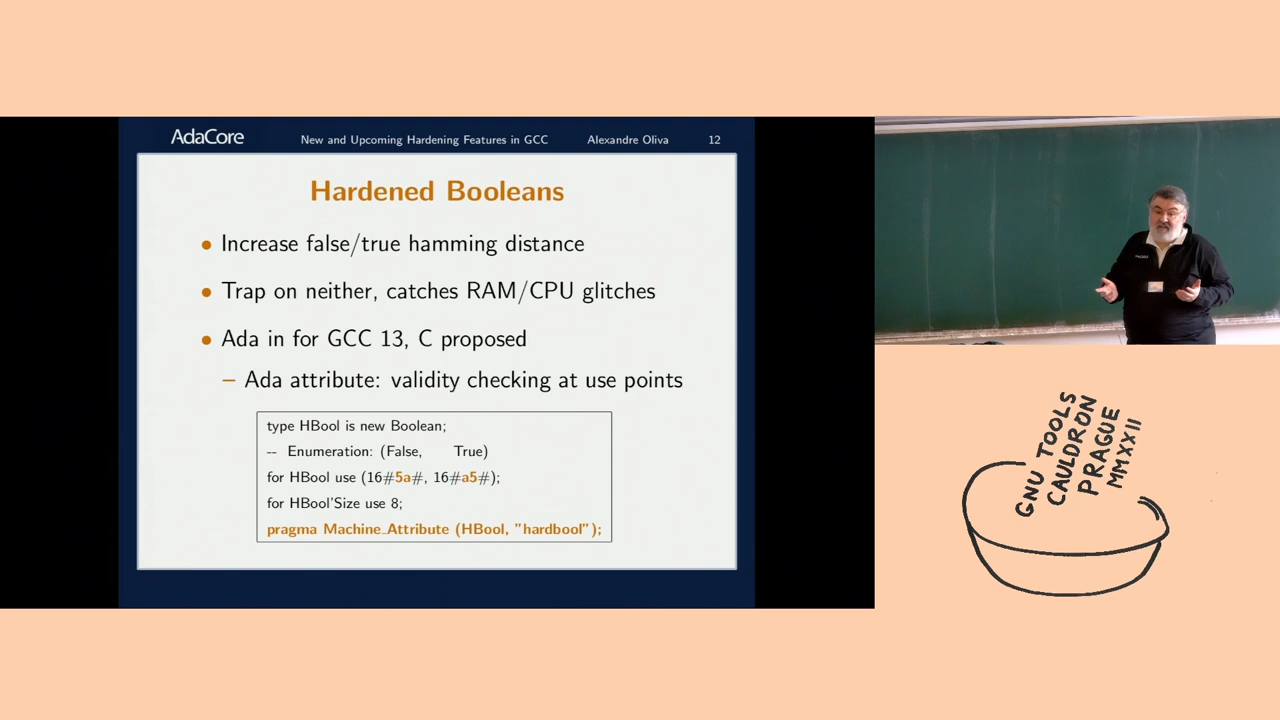 AdaCore New and Upcoming Hardening Features in GCC Alexandre Oliva 12
Hardened Booleans
• Increase false/true hamming distance
• Trap on neither, catches RAM/CPU glitches
• Ada in for GCC 13, C proposed
– Ada attribute: validity checking at use points
type HBool is new Boolean;
-- Enumeration: (False, True)
for HBool use (16#5a#, 16#a5#);
for HBool'Size use 8;
pragma Machine_Attribute (HBool, "hardbool");
GNU TOOLS
CAULDRON
PRAGUE
MMXXII